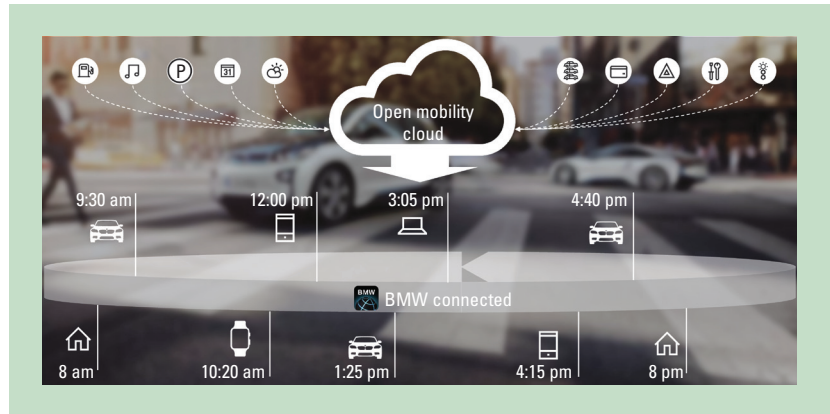 P
31
Open mobility
cloud
9:30 am
12:00 pm
3:05 pm
4:40 pm
BMW
BMW connected
8 am
10:20 am
1:25 pm
4:15 pm
8 pm